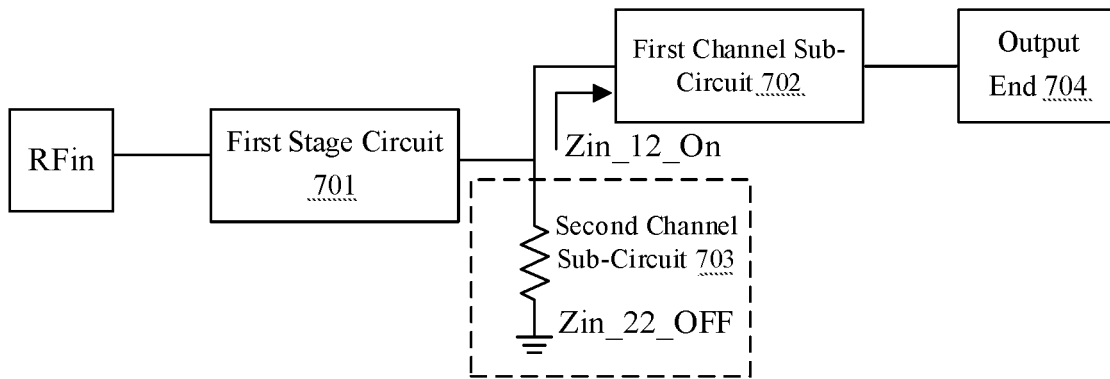 RFin
First Stage Circuit
701
First Channel Sub-
Circuit 702
Output
End 704
Zin_12_On
Second Channel
Sub-Circuit 703
Zin_22_OFF